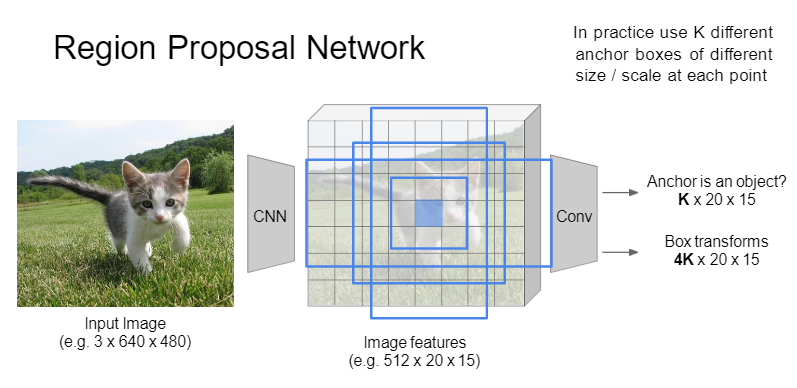 Region Proposal Network
In practice use K different
anchor boxes of different
size / scale at each point
CNN
Conv
Anchor is an object?
K x 20 x 15
Box transforms
4K x 20 x 15
Input Image
(e.g. 3 x 640 x 480)
Image features
(e.g. 512 x 20 x 15)